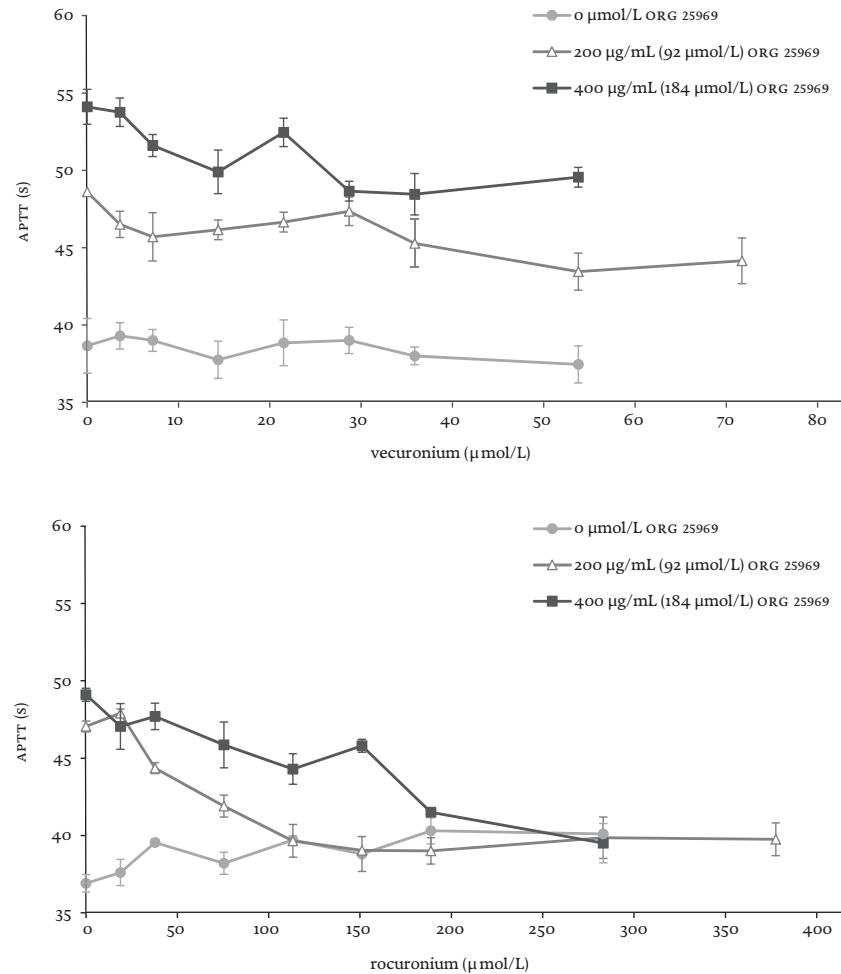 60
55
50
45
40
35
APTT (s)
0 10 20 30 40 50 60 70 80
vecuronium (µmol/L)
0 µmol/L ORG 25969
200 µg/mL (92 µmol/L) ORG 25969
400 µg/mL (184 µmol/L) ORG 25969
60
55
50
45
40
35
APTT (s)
0 50 100 150 200 250 300 350 400
rocuronium (µmol/L)
0 µmol/L ORG 25969
200 µg/mL (92 µmol/L) ORG 25969
400 µg/mL (184 µmol/L) ORG 25969